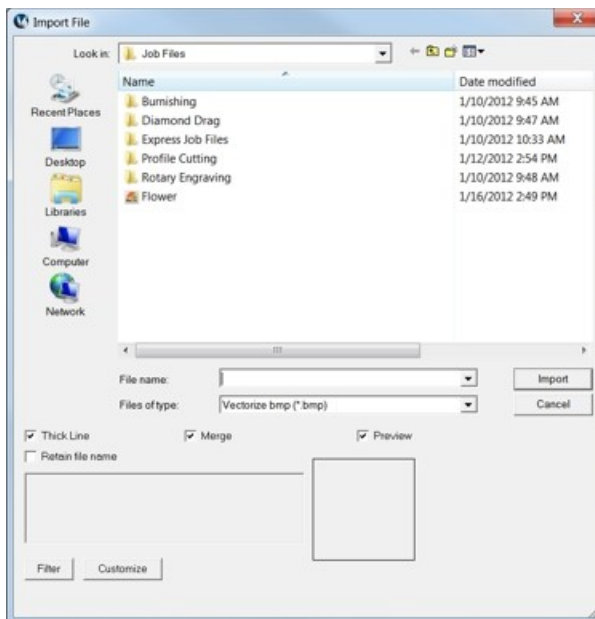 Import File
Look in: Job Files
Name Date modified
Burnishing 1/10/2012 9:45 AM
Diamond Drag 1/10/2012 9:47 AM
Express Job Files 1/10/2012 10:33 AM
Profile Cutting 1/12/2012 2:54 PM
Rotary Engraving 1/10/2012 9:48 AM
Flower 1/16/2012 2:49 PM
Recent Places
Desktop
Libraries
Computer
Network
File name: Import
Files of type: Vectorize bmp (*.bmp) Cancel
Thick Line Merge Preview
Retain file name
Filter Customize